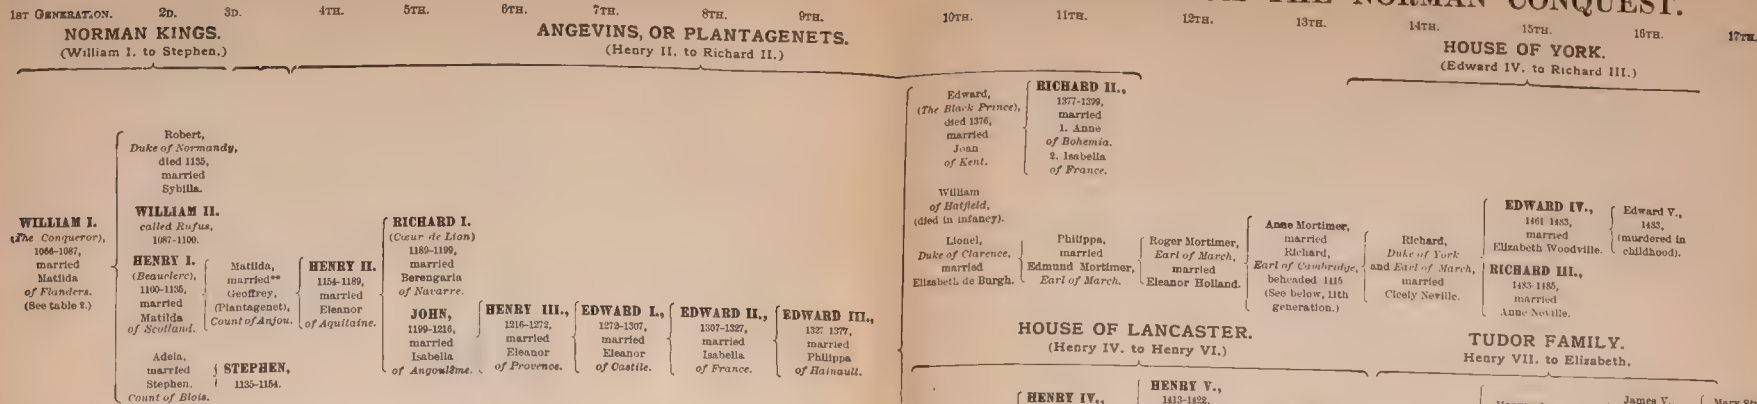 THE NORMAN CONQUEST.
1ST GENERATION. 2D. 3D. 4TH. 5TH. 6TH. 7TH. 8TH. 9TH. 10TH. 11TH. 12TH. 13TH. 14TH. 15TH. 16TH. 17TH.
NORMAN KINGS.
(William I. to Stephen.)
ANGEVINS, OR PLANTAGENETS.
(Henry II. to Richard II.)
HOUSE OF YORK.
(Edward IV. to Richard III.)
WILLIAM I.
(The Conqueror),
1066-1087,
married
Matilda
of Flanders.
(See table 2.)
Robert,
Duke of Normandy,
died 1135,
married
Sybilla.
WILLIAM II.
called Rufus,
1087-1100.
HENRY I.
(Beauclerc),
1100-1135,
married
Matilda
of Scotland.
Adela,
married
Stephen.
Count of Blois.
Matilda,
married**
Geoffrey,
(Plantagenet),
Count of Anjou.
STEPHEN,
1135-1154.
HENRY II.
1154-1189,
married
Eleanor
of Aquitaine.
RICHARD I.
(Cœur de Lion)
1189-1199,
married
Berengaria
of Navarre.
JOHN,
1199-1216,
married
Isabella
of Angoulême.
HENRY III.,
1216-1272,
married
Eleanor
of Provence.
EDWARD I.,
1272-1307,
married
Eleanor
of Castile.
EDWARD II.,
1307-1327,
married
Isabella
of France.
EDWARD III.,
1327 1377,
married
Philippa
of Hainault.
Edward,
(The Black Prince),
died 1376,
married
Joan
of Kent.
William
of Hatfield,
(died in infancy).
Lionel,
Duke of Clarence,
married
Elizabeth de Burgh.
RICHARD II.,
1377-1399,
married
1. Anne
of Bohemia.
2. Isabella
of France.
Philippa,
married
Edmund Mortimer,
Earl of March.
Roger Mortimer,
Earl of March,
married
Eleanor Holland.
Anne Mortimer,
married
Richard,
Earl of Cambridge,
beheaded 1415
(See below, 11th
generation.)
Richard,
Duke of York
and Earl of March,
married
Cicely Neville.
EDWARD IV.,
1461-1483,
married
Elizabeth Woodville.
RICHARD III.,
1483-1485,
married
Anne Neville.
Edward V.,
1483,
(murdered in
childhood).
HOUSE OF LANCASTER.
(Henry IV. to Henry VI.)
TUDOR FAMILY.
Henry VII. to Elizabeth.
HENRY IV.,
HENRY V.,
1413-1422,
James V.,